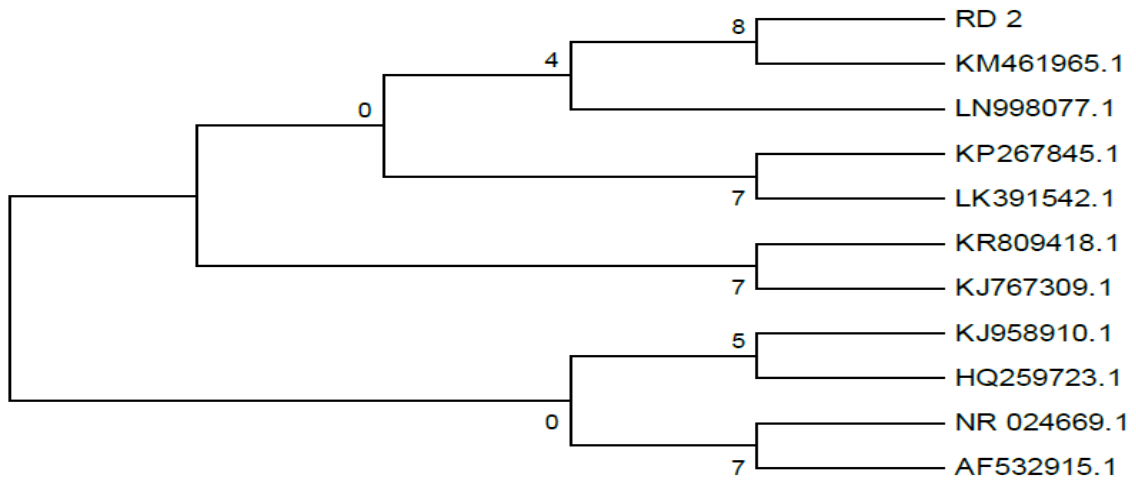 8
RD 2
4
KM461965.1
0
LN998077.1
KP267845.1
7
LK391542.1
KR809418.1
7
KJ767309.1
5
KJ958910.1
HQ259723.1
0
NR 024669.1
7
AF532915.1